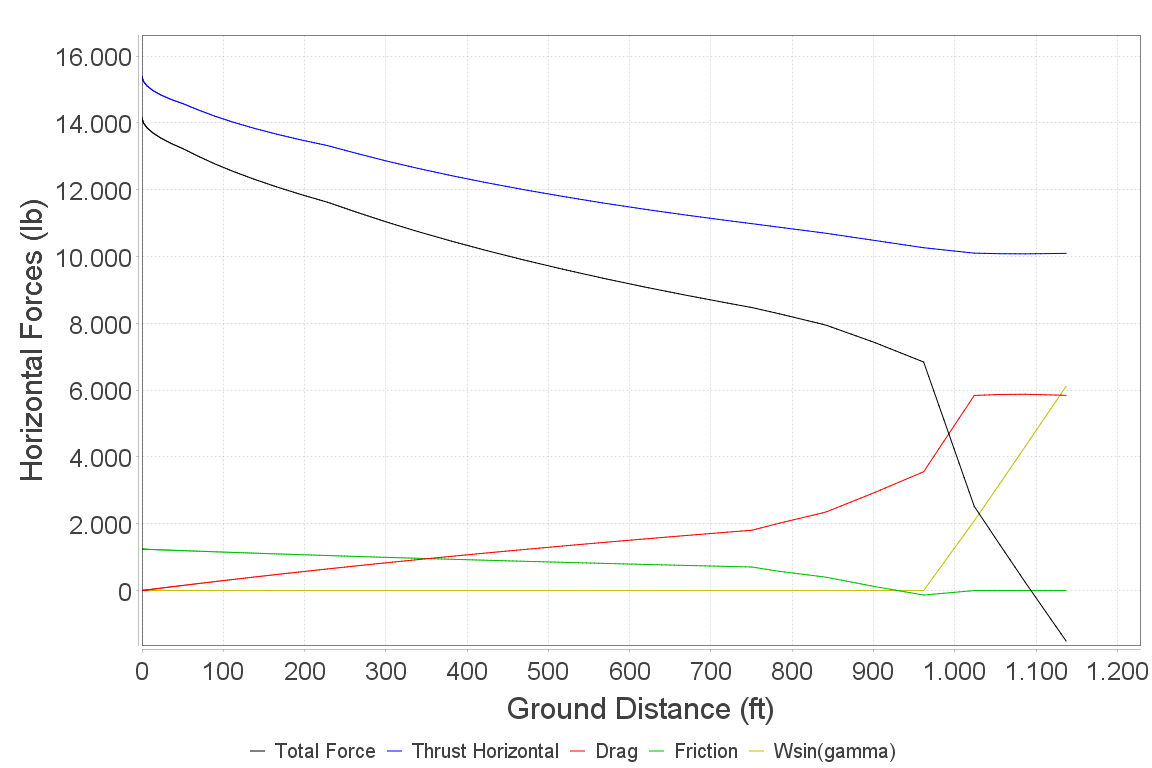 Horizontal Forces (lb)
16.000
14.000
12.000
10.000
8.000
6.000
4.000
2.000
0
0 100 200 300 400 500 600 700 800 900 1.000 1.100 1.200
Ground Distance (ft)
Total Force Thrust Horizontal Drag Friction Wsin(gamma)